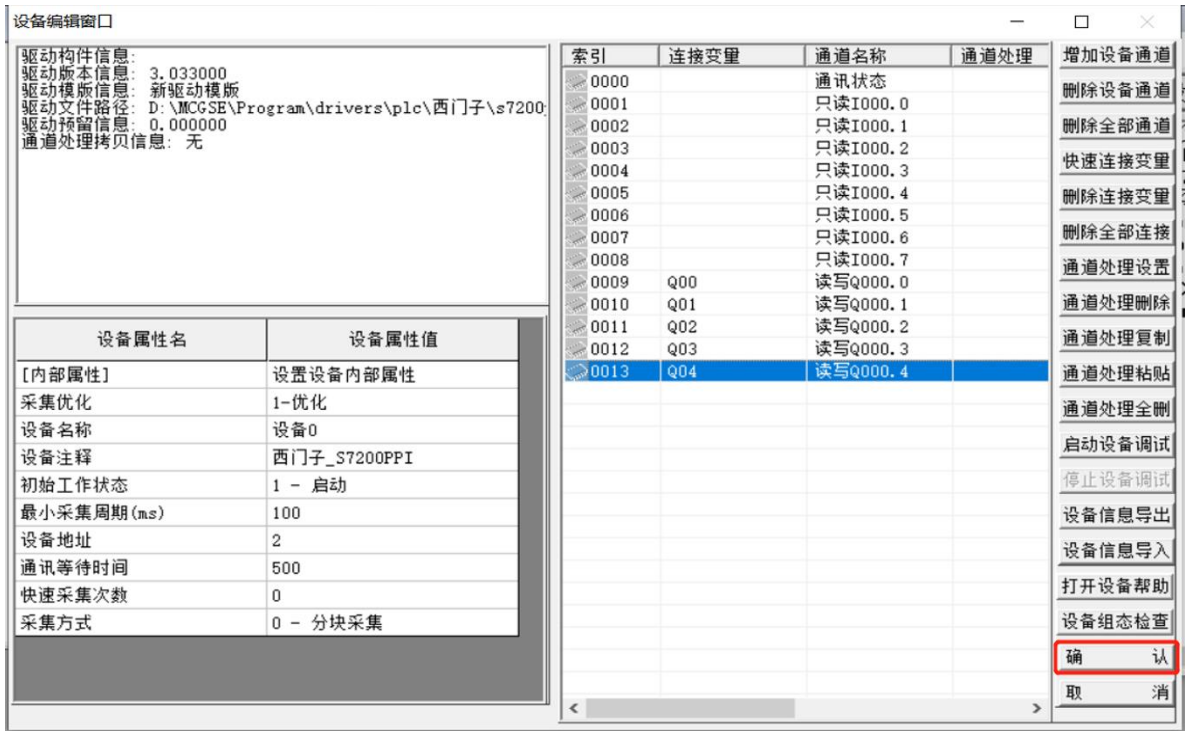 设备编辑窗口
驱动构件信息:
驱动版本信息: 3.033000
驱动模版信息: 新驱动模版
驱动文件路径: D:\MCGSE\Program\drivers\plc\西门子\s7200
驱动预留信息: 0.000000
通道处理拷贝信息: 无
设备属性名 设备属性值
[内部属性] 设置设备内部属性
采集优化 1-优化
设备名称 设备0
设备注释 西门子_S7200PPI
初始工作状态 1 - 启动
最小采集周期(ms) 100
设备地址 2
通讯等待时间 500
快速采集次数 0
采集方式 0 - 分块采集
索引 连接变量 通道名称 通道处理
0000 通讯状态
0001 只读I000.0
0002 只读I000.1
0003 只读I000.2
0004 只读I000.3
0005 只读I000.4
0006 只读I000.5
0007 只读I000.6
0008 只读I000.7
0009 Q00 读写Q000.0
0010 Q01 读写Q000.1
0011 Q02 读写Q000.2
0012 Q03 读写Q000.3
0013 Q04 读写Q000.4
增加设备通道
删除设备通道
删除全部通道
快速连接变量
删除连接变量
删除全部连接
通道处理设置
通道处理删除
通道处理复制
通道处理粘贴
通道处理全删
启动设备调试
停止设备调试
设备信息导出
设备信息导入
打开设备帮助
设备组态检查
确 认
取 消